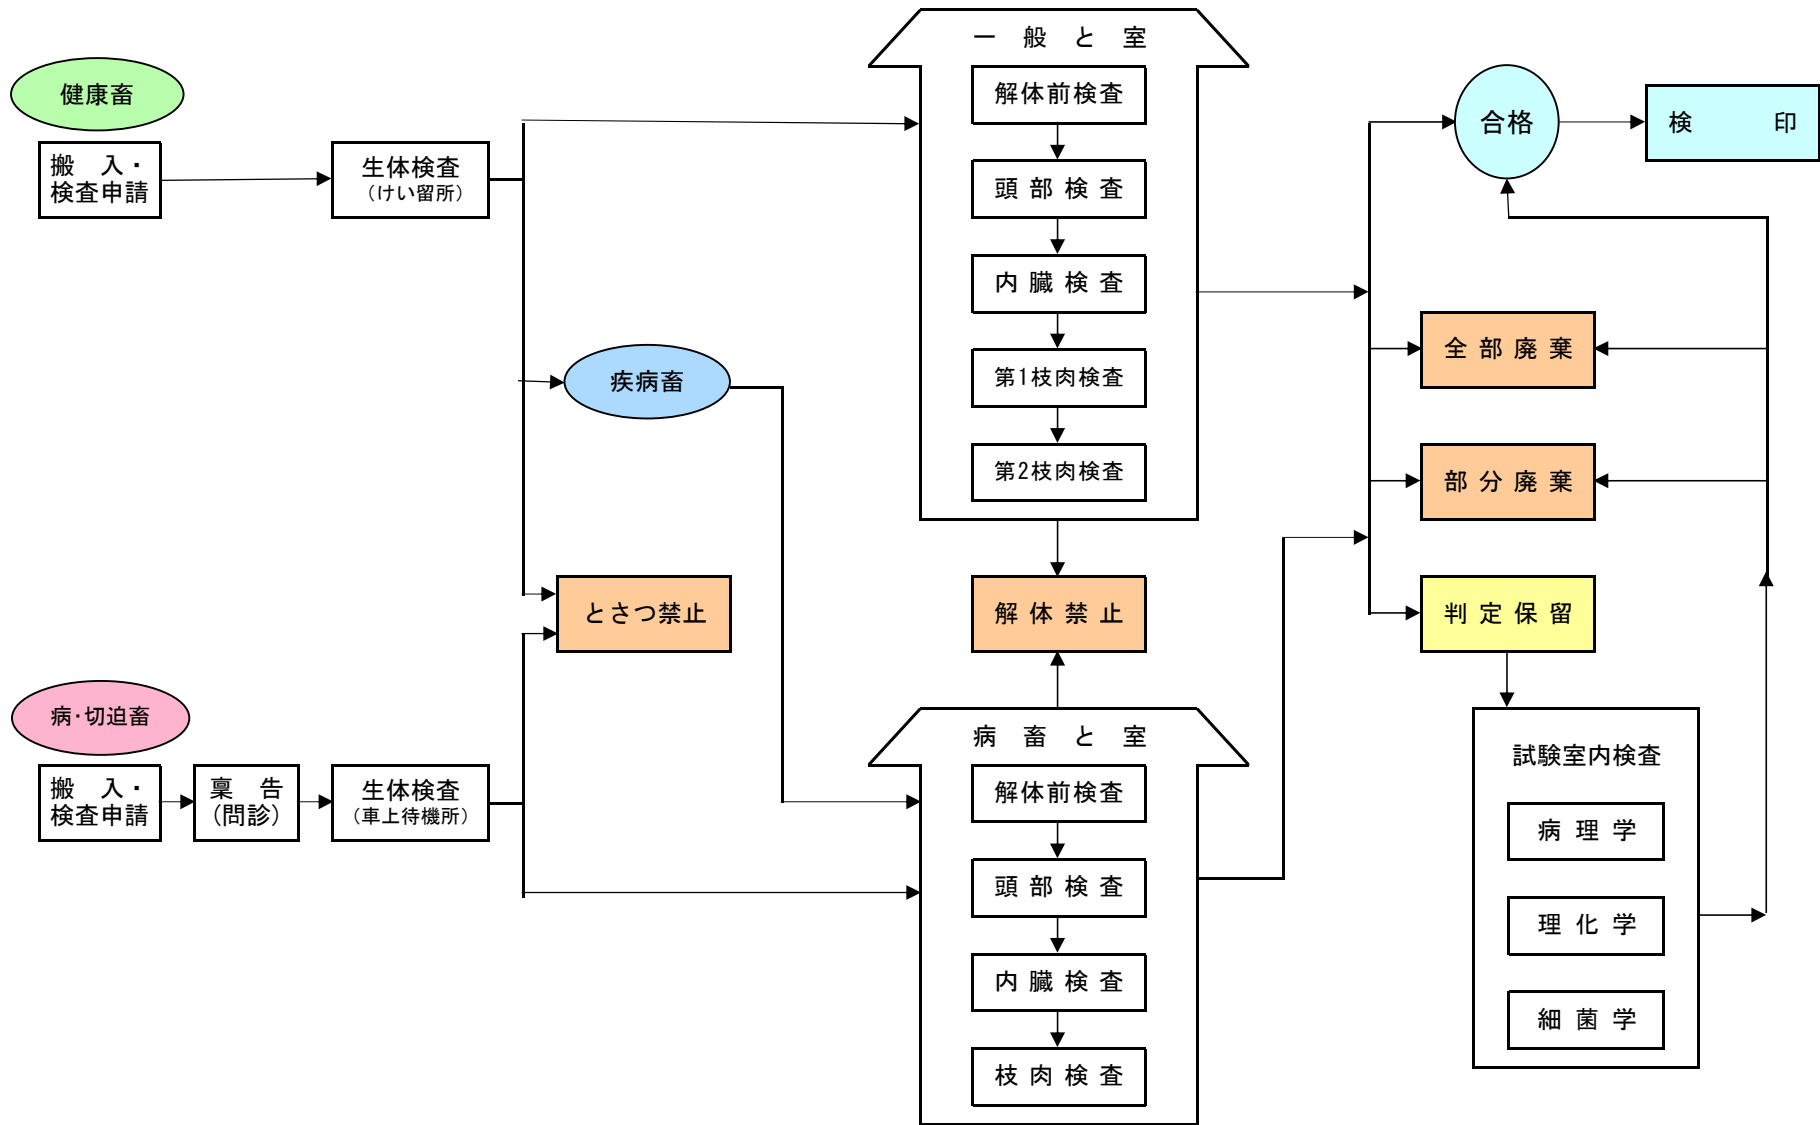 健康畜
搬 入・
検査申請
生体検査
(けい留所)
疾病畜
とさつ禁止
病・切迫畜
搬 入・
検査申請
稟 告
(問診)
生体検査
(車上待機所)
一 般 と 室
解体前検査
頭部検査
内臓検査
第1枝肉検査
第2枝肉検査
解体禁止
病 畜 と 室
解体前検査
頭部検査
内臓検査
枝肉検査
合格
検 印
全部廃棄
部分廃棄
判定保留
試験室内検査
病理学
理化学
細菌学